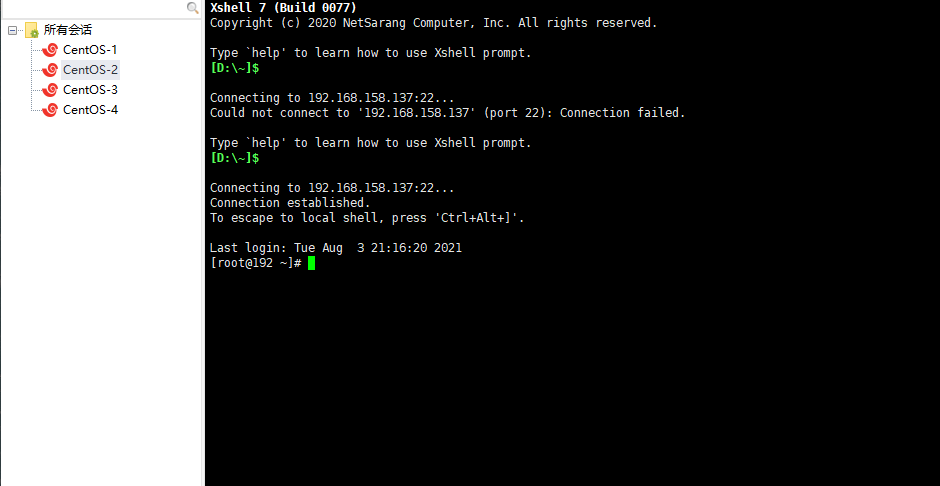 所有会话
CentOS-1
CentOS-2
CentOS-3
CentOS-4
Xshell 7 (Build 0077)
Copyright (c) 2020 NetSarang Computer, Inc. All rights reserved.
Type `help' to learn how to use Xshell prompt.
[D:\~]$
Connecting to 192.168.158.137:22...
Could not connect to '192.168.158.137' (port 22): Connection failed.
Type `help' to learn how to use Xshell prompt.
[D:\~]$
Connecting to 192.168.158.137:22...
Connection established.
To escape to local shell, press 'Ctrl+Alt+]'.
Last login: Tue Aug  3 21:16:20 2021
[root@192 ~]#